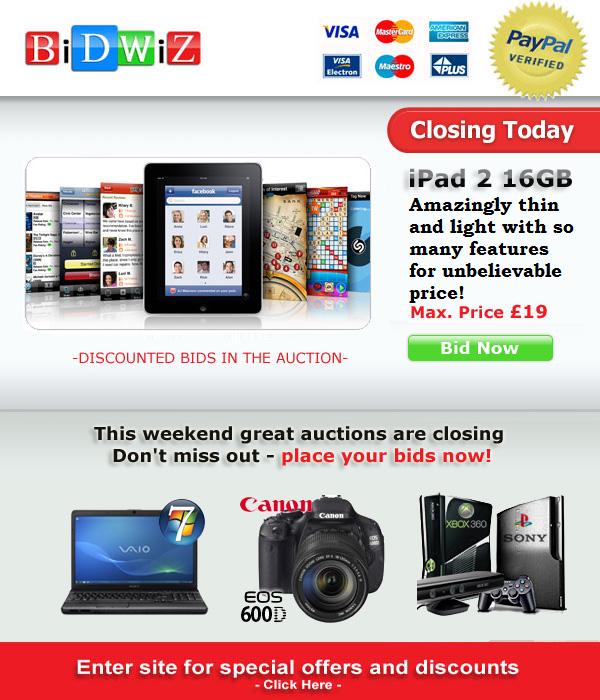 BiDWiZ
VISA
MasterCard
AMERICAN EXPRESS
VISA
Electron
Maestro
PLUS
PayPal
VERIFIED
Closing Today
iPad 2 16GB
Amazingly thin
and light with so
many features
for unbelievable
price!
Max. Price £19
Bid Now
facebook
-DISCOUNTED BIDS IN THE AUCTION-
This weekend great auctions are closing
Don't miss out - place your bids now!
VAIO
7
Canon
Canon
EOS
600D
XBOX 360
SONY
Enter site for special offers and discounts
- Click Here -